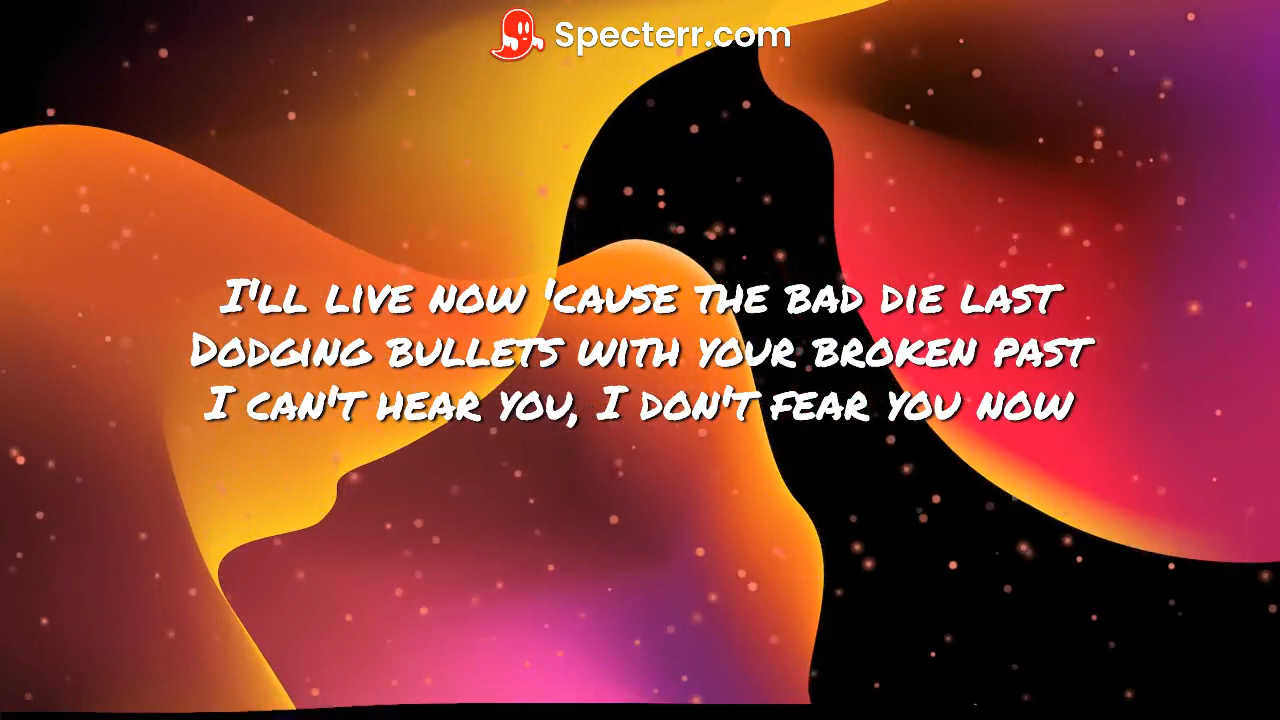 Specterr.com
I'll live now 'cause the bad die last
Dodging bullets with your broken past
I can't hear you, I don't fear you now